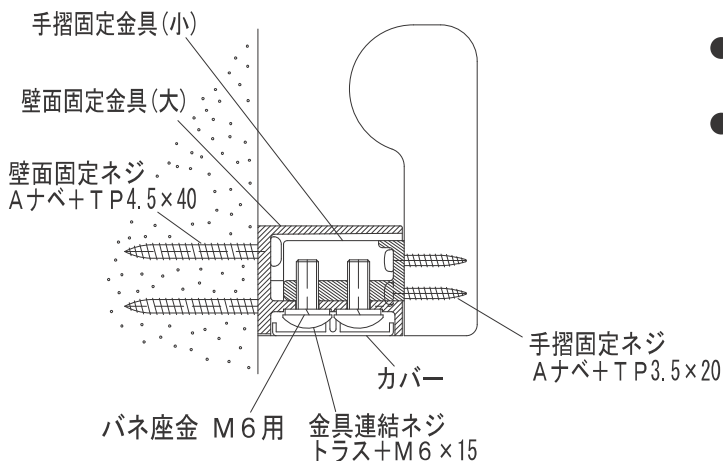 手摺固定金具(小)
壁面固定金具(大)
壁面固定ネジ
Aナベ+TP4.5×40
手摺固定ネジ
Aナベ+TP3.5×20
カバー
バネ座金 M6用
金具連結ネジ
トラス+M6×15